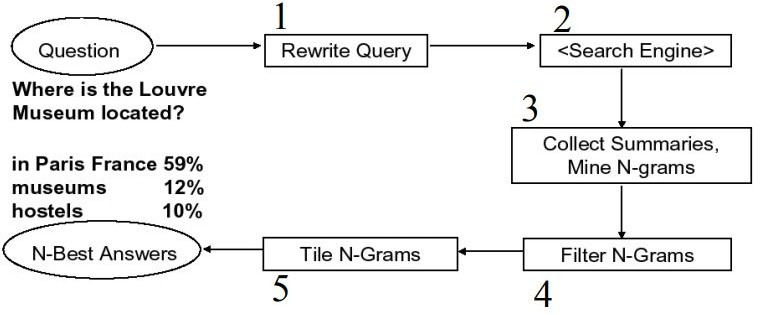 1
2
Question
Rewrite Query
<Search Engine>
Where is the Louvre
Museum located?
3
Collect Summaries,
Mine N-grams
in Paris France 59%
museums 12%
hostels 10%
N-Best Answers
Tile N-Grams
Filter N-Grams
5
4